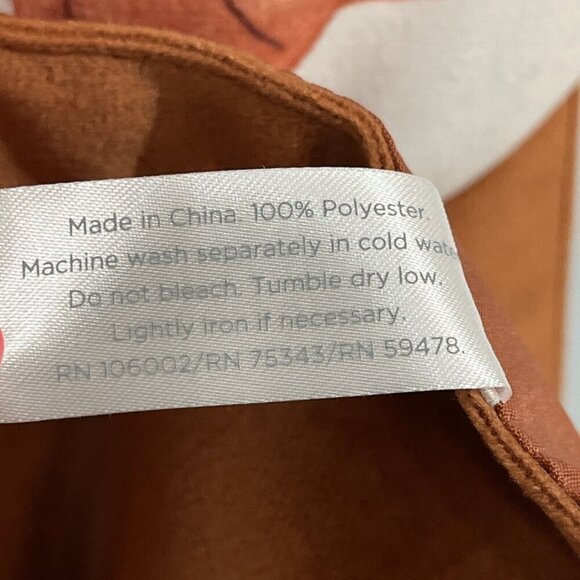 Made in China. 100% Polyester.
Machine wash separately in cold wate
Do not bleach. Tumble dry low.
Lightly iron if necessary.
RN 106002/RN 75343/RN 59478.